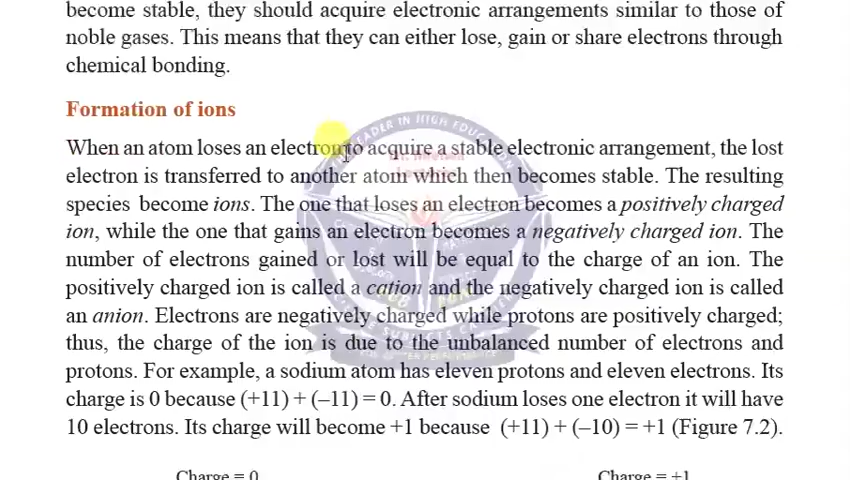 become stable, they should acquire electronic arrangements similar to those of
noble gases. This means that they can either lose, gain or share electrons through
chemical bonding.
Formation of ions
When an atom loses an electron to acquire a stable electronic arrangement, the lost
electron is transferred to another atom which then becomes stable. The resulting
species become ions. The one that loses an electron becomes a positively charged
ion, while the one that gains an electron becomes a negatively charged ion. The
number of electrons gained or lost will be equal to the charge of an ion. The
positively charged ion is called a cation and the negatively charged ion is called
an anion. Electrons are negatively charged while protons are positively charged;
thus, the charge of the ion is due to the unbalanced number of electrons and
protons. For example, a sodium atom has eleven protons and eleven electrons. Its
charge is 0 because (+11) + (–11) = 0. After sodium loses one electron it will have
10 electrons. Its charge will become +1 because (+11) + (–10) = +1 (Figure 7.2).
Charge = 0 Charge = +1